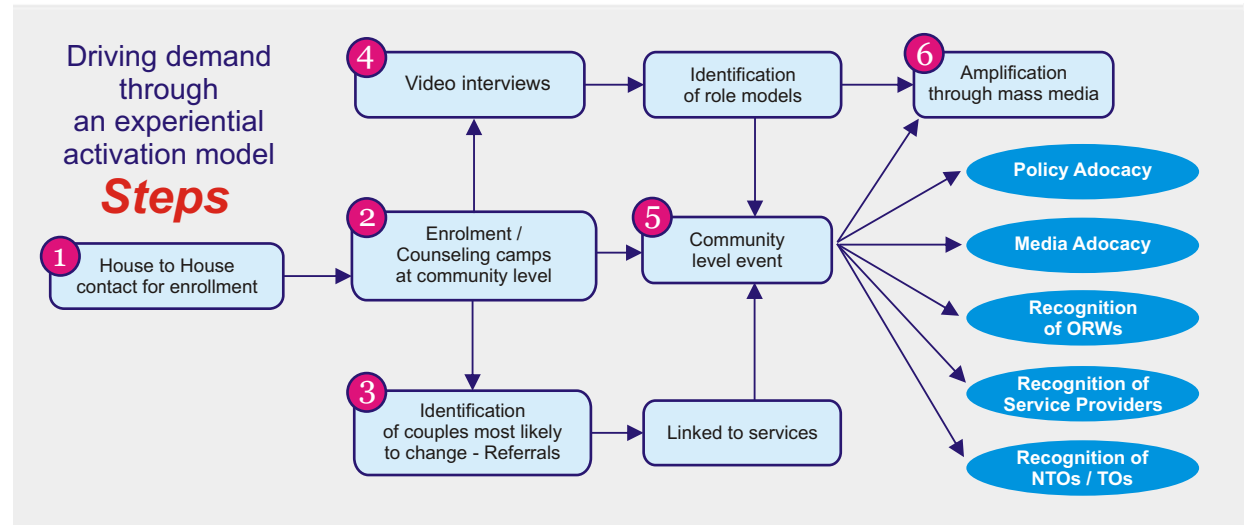 Driving demand
through
an experiential
activation model
Steps
1
House to House
contact for enrollment
2
Enrolment /
Counseling camps
at community level
3
Identification
of couples most likely
to change - Referrals
Linked to services
4
Video interviews
Identification
of role models
5
Community
level event
6
Amplification
through mass media
Policy Adocacy
Media Adocacy
Recognition
of ORWs
Recognition of
Service Providers
Recognition of
NTOs / TOs